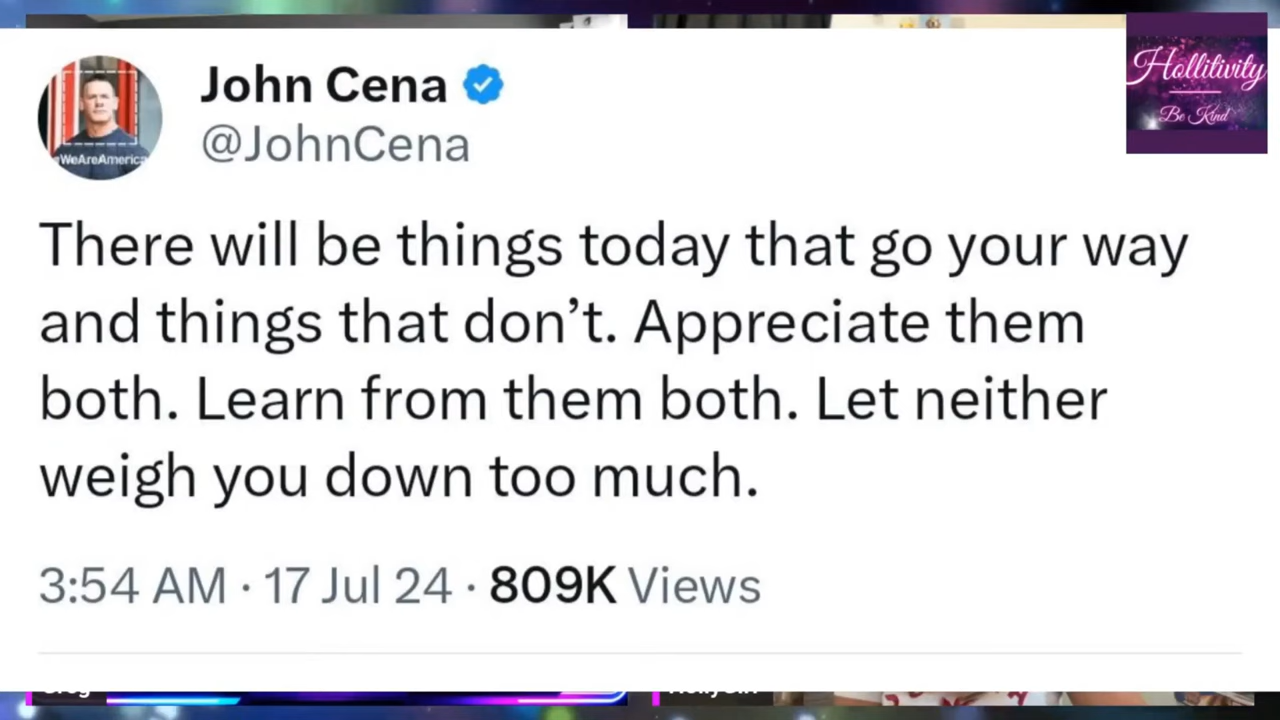 John Cena
@JohnCena
WeAreAmerica
Hollitivity
Be Kind
There will be things today that go your way
and things that don’t. Appreciate them
both. Learn from them both. Let neither
weigh you down too much.
3:54 AM · 17 Jul 24 · 809K Views